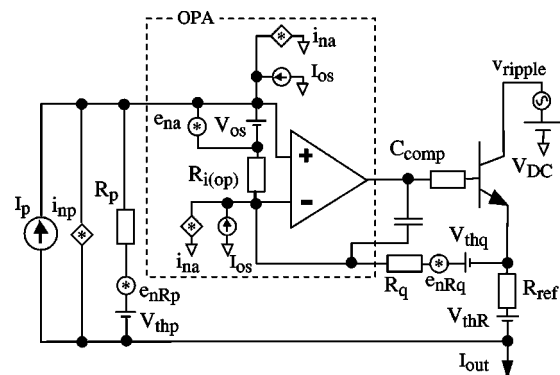 OPA
i_na
I_os
v_ripple
e_na
V_os
C_comp
V_DC
I_p
i_np
R_p
R_i(op)
+
-
i_na
I_os
V_thq
R_q
e_nRq
R_ref
e_nRp
V_thp
V_thR
I_out